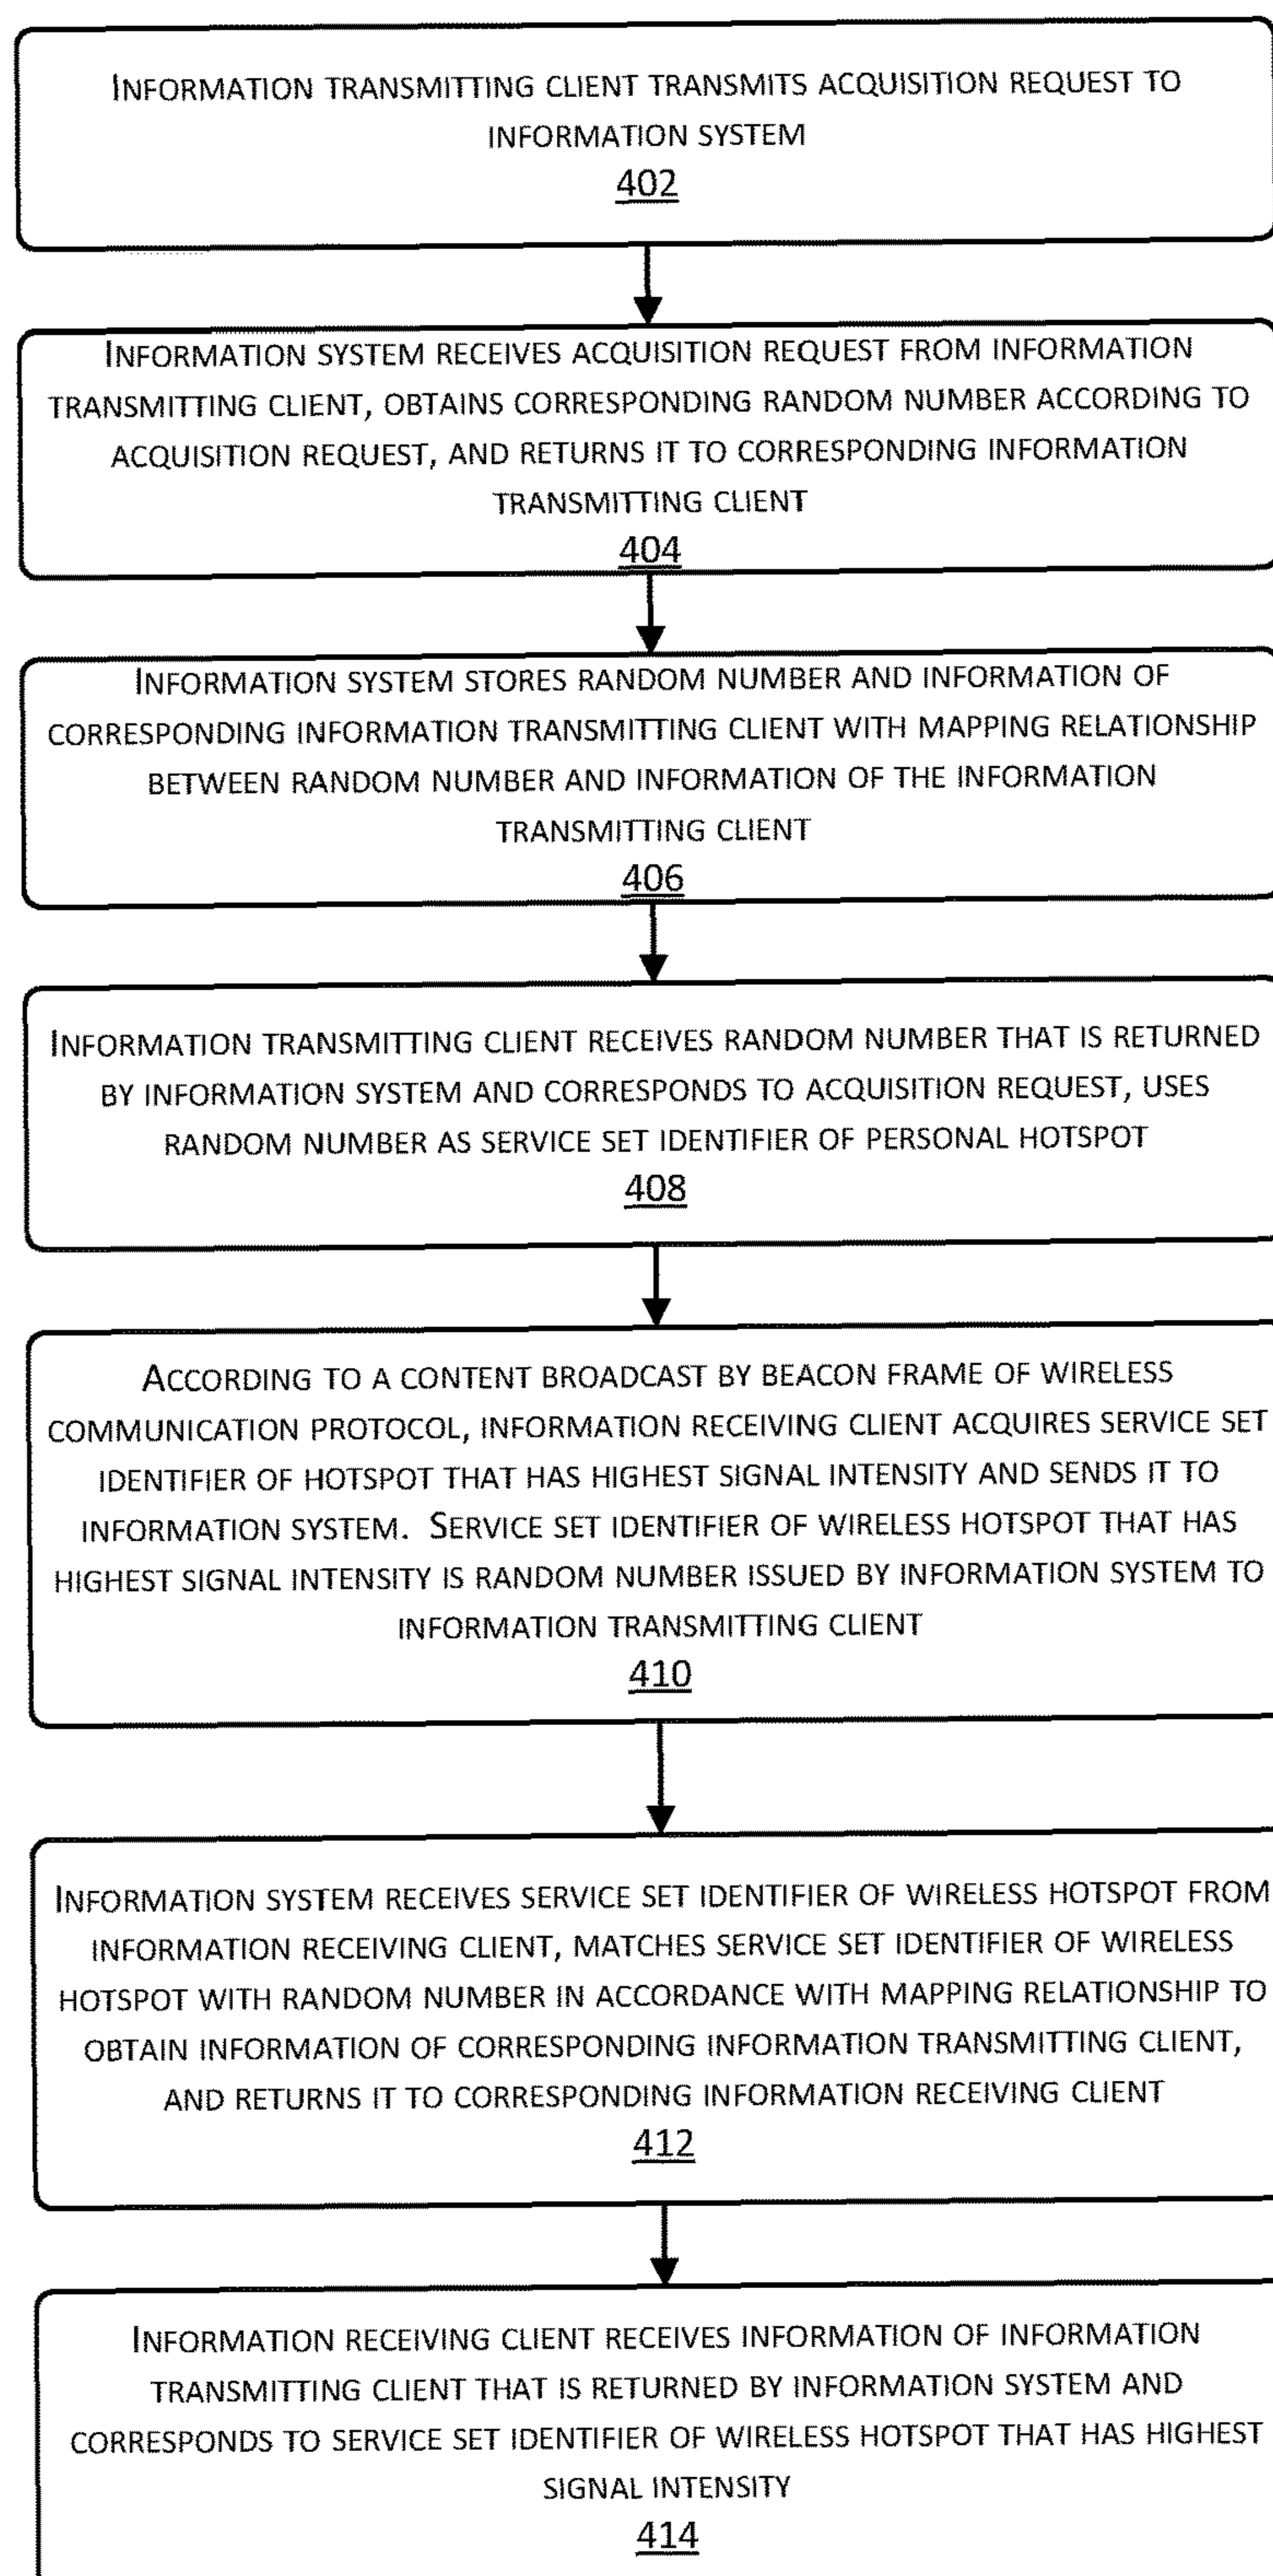 INFORMATION TRANSMITTING CLIENT TRANSMITS ACQUISITION REQUEST TO
INFORMATION SYSTEM
402
INFORMATION SYSTEM RECEIVES ACQUISITION REQUEST FROM INFORMATION
TRANSMITTING CLIENT, OBTAINS CORRESPONDING RANDOM NUMBER ACCORDING TO
ACQUISITION REQUEST, AND RETURNS IT TO CORRESPONDING INFORMATION
TRANSMITTING CLIENT
404
INFORMATION SYSTEM STORES RANDOM NUMBER AND INFORMATION OF
CORRESPONDING INFORMATION TRANSMITTING CLIENT WITH MAPPING RELATIONSHIP
BETWEEN RANDOM NUMBER AND INFORMATION OF THE INFORMATION
TRANSMITTING CLIENT
406
INFORMATION TRANSMITTING CLIENT RECEIVES RANDOM NUMBER THAT IS RETURNED
BY INFORMATION SYSTEM AND CORRESPONDS TO ACQUISITION REQUEST, USES
RANDOM NUMBER AS SERVICE SET IDENTIFIER OF PERSONAL HOTSPOT
408
ACCORDING TO A CONTENT BROADCAST BY BEACON FRAME OF WIRELESS
COMMUNICATION PROTOCOL, INFORMATION RECEIVING CLIENT ACQUIRES SERVICE SET
IDENTIFIER OF HOTSPOT THAT HAS HIGHEST SIGNAL INTENSITY AND SENDS IT TO
INFORMATION SYSTEM. SERVICE SET IDENTIFIER OF WIRELESS HOTSPOT THAT HAS
HIGHEST SIGNAL INTENSITY IS RANDOM NUMBER ISSUED BY INFORMATION SYSTEM TO
INFORMATION TRANSMITTING CLIENT
410
INFORMATION SYSTEM RECEIVES SERVICE SET IDENTIFIER OF WIRELESS HOTSPOT FROM
INFORMATION RECEIVING CLIENT, MATCHES SERVICE SET IDENTIFIER OF WIRELESS
HOTSPOT WITH RANDOM NUMBER IN ACCORDANCE WITH MAPPING RELATIONSHIP TO
OBTAIN INFORMATION OF CORRESPONDING INFORMATION TRANSMITTING CLIENT,
AND RETURNS IT TO CORRESPONDING INFORMATION RECEIVING CLIENT
412
INFORMATION RECEIVING CLIENT RECEIVES INFORMATION OF INFORMATION
TRANSMITTING CLIENT THAT IS RETURNED BY INFORMATION SYSTEM AND
CORRESPONDS TO SERVICE SET IDENTIFIER OF WIRELESS HOTSPOT THAT HAS HIGHEST
SIGNAL INTENSITY
414